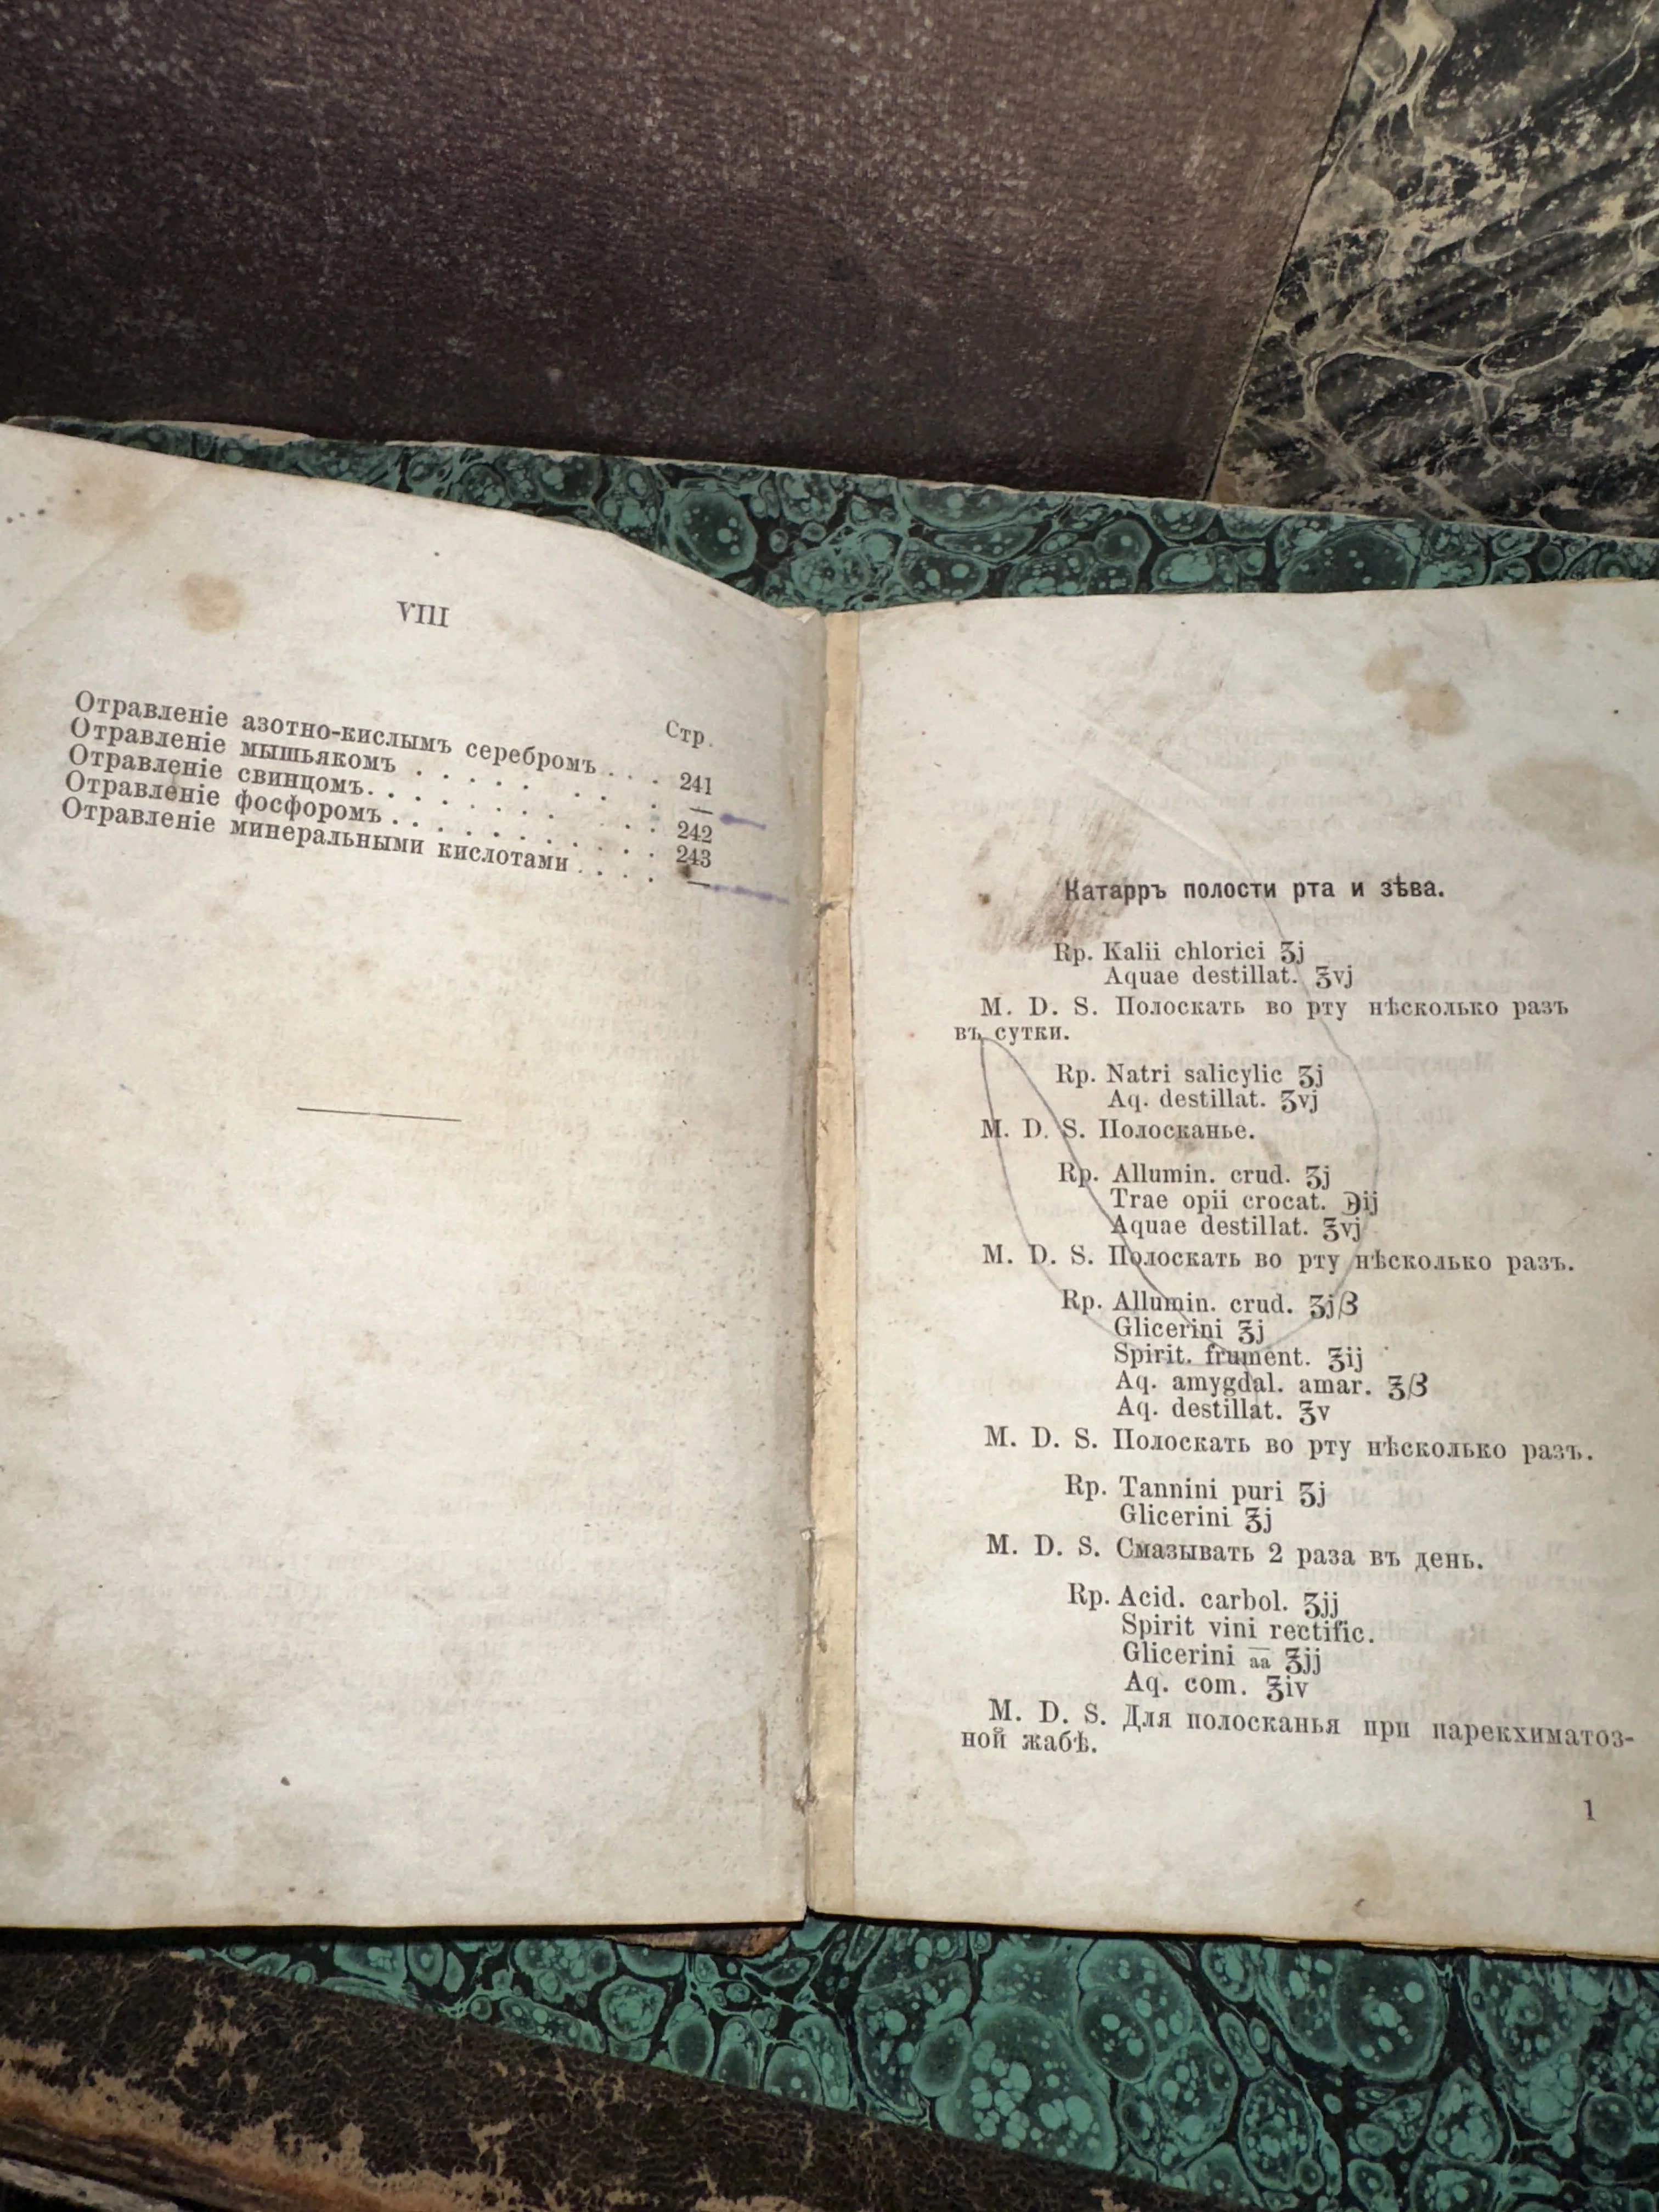 VIII
Стр.
Отравленіе азотно-кислымъ серебромъ . . . 241
Отравленіе мышьякомъ . . . . . . . . —
Отравленіе свинцомъ. . . . . . . . . . 242
Отравленіе фосфоромъ . . . . . . . . . 243
Отравленіе минеральными кислотами . . . . —
Катарръ полости рта и зѣва.
Rp. Kalii chlorici ʒj
Aquae destillat. ℥vj
M. D. S. Полоскать во рту нѣсколько разъ
въ сутки.
Rp. Natri salicylic ʒj
Aq. destillat. ℥vj
M. D. S. Полосканье.
Rp. Allumin. crud. ʒj
Trae opii crocat. ℈ij
Aquae destillat. ℥vj
M. D. S. Полоскать во рту нѣсколько разъ.
Rp. Allumin. crud. ʒjβ
Glicerini ℥j
Spirit. frument. ℥ij
Aq. amygdal. amar. ℥β
Aq. destillat. ℥v
M. D. S. Полоскать во рту нѣсколько разъ.
Rp. Tannini puri ʒj
Glicerini ℥j
M. D. S. Смазывать 2 раза въ день.
Rp. Acid. carbol. ʒjj
Spirit vini rectific.
Glicerini a̅a̅ ℥jj
Aq. com. ℥iv
M. D. S. Для полосканья при парекхиматоз-
ной жабѣ.
1